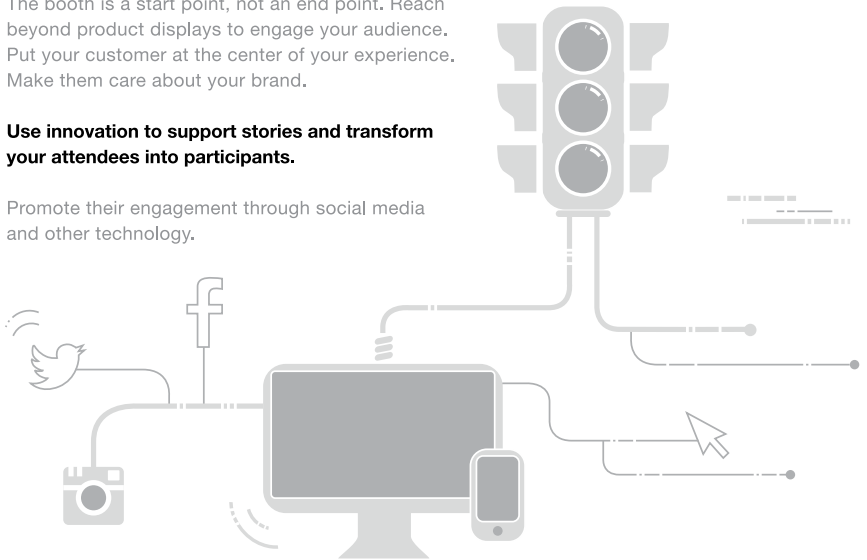 The booth is a start point, not an end point. Reach
beyond product displays to engage your audience.
Put your customer at the center of your experience.
Make them care about your brand.
Use innovation to support stories and transform
your attendees into participants.
Promote their engagement through social media
and other technology.